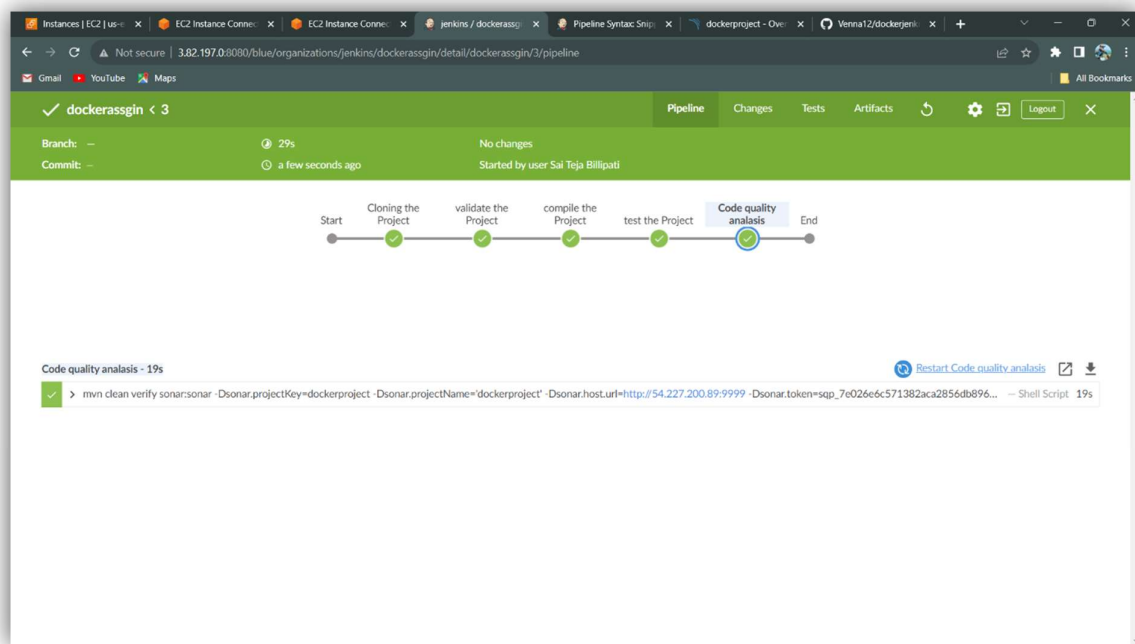 Instances | EC2 | us-e
EC2 Instance Connec
EC2 Instance Connec
jenkins / dockerassg
Pipeline Syntax: Snip
dockerproject - Over
Venna12/dockerjenk
Not secure | 3.82.197.0:8080/blue/organizations/jenkins/dockerassgin/detail/dockerassgin/3/pipeline
Gmail YouTube Maps All Bookmarks
dockerassgin < 3 Pipeline Changes Tests Artifacts Logout
Branch: — 29s No changes
Commit: — a few seconds ago Started by user Sai Teja Billipati
Start
Cloning the
Project
validate the
Project
compile the
Project
test the Project
Code quality
analasis
End
Code quality analasis - 19s Restart Code quality analasis
mvn clean verify sonar:sonar -Dsonar.projectKey=dockerproject -Dsonar.projectName='dockerproject' -Dsonar.host.url=http://54.227.200.89:9999 -Dsonar.token=sqp_7e026e6c571382aca2856db896... — Shell Script 19s